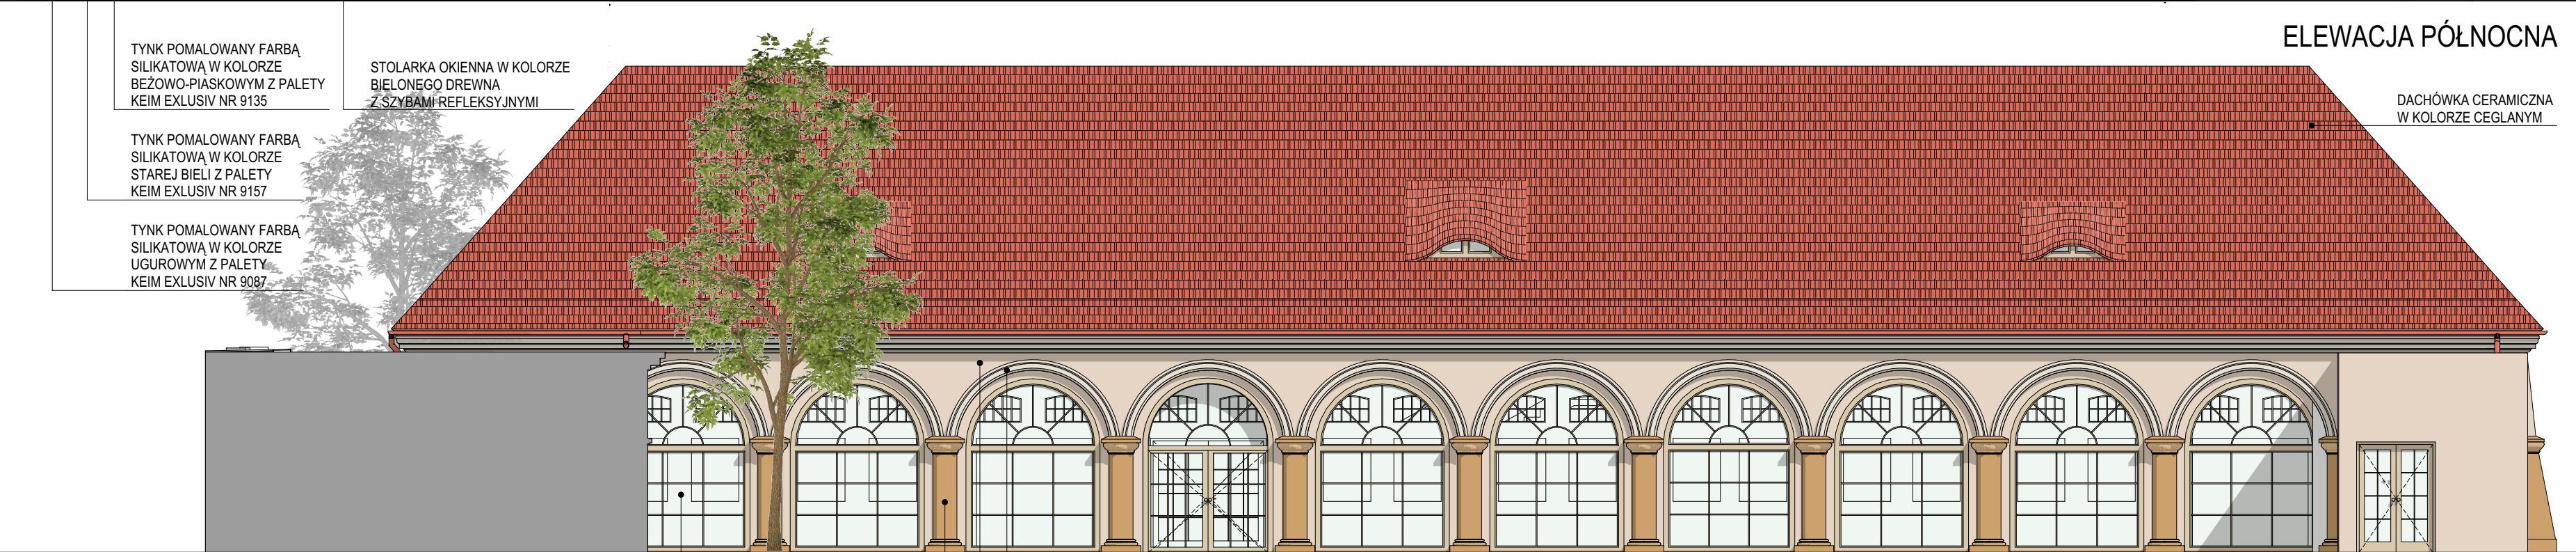 ELEWACJA PÓŁNOCNA
TYNK POMALOWANY FARBĄ
SILIKATOWĄ W KOLORZE
BEŻOWO-PIASKOWYM Z PALETY
KEIM EXLUSIV NR 9135
STOLARKA OKIENNA W KOLORZE
BIELONEGO DREWNA
Z SZYBAMI REFLEKSYJNYMI
DACHÓWKA CERAMICZNA
W KOLORZE CEGLANYM
TYNK POMALOWANY FARBĄ
SILIKATOWĄ W KOLORZE
STAREJ BIELI Z PALETY
KEIM EXLUSIV NR 9157
TYNK POMALOWANY FARBĄ
SILIKATOWĄ W KOLORZE
UGUROWYM Z PALETY
KEIM EXLUSIV NR 9087